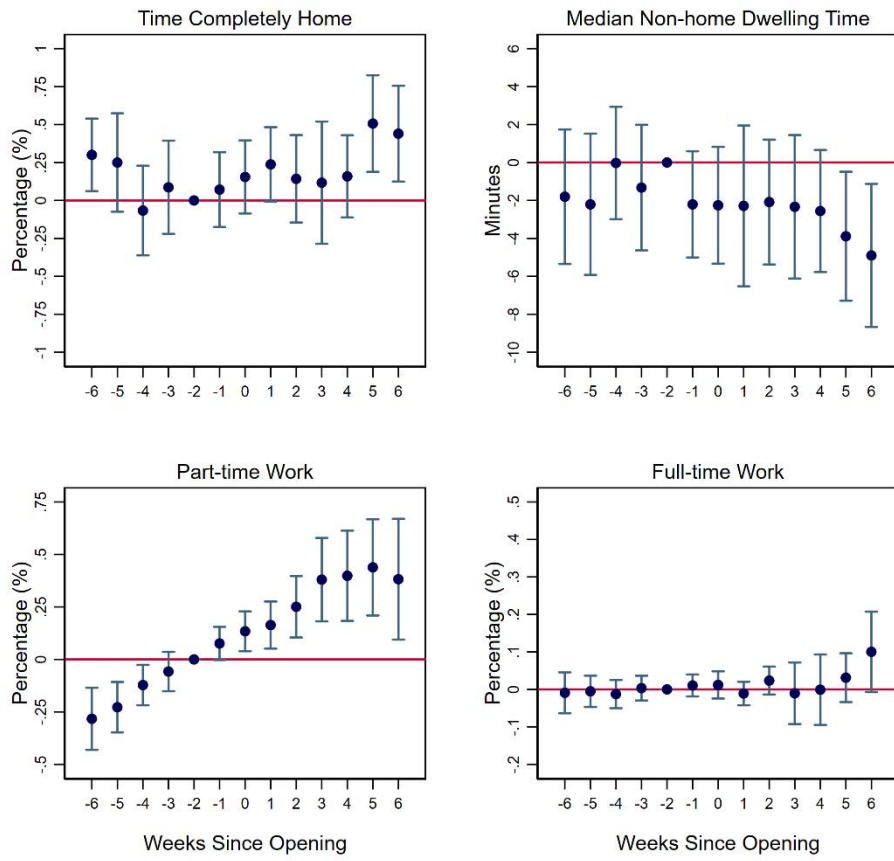 Time Completely Home
Percentage (%)
1
.75
.5
.25
0
-.25
-.5
-.75
-1
-6 -5 -4 -3 -2 -1 0 1 2 3 4 5 6
Median Non-home Dwelling Time
Minutes
6
4
2
0
-2
-4
-6
-8
-10
-6 -5 -4 -3 -2 -1 0 1 2 3 4 5 6
Part-time Work
Percentage (%)
.75
.5
.25
0
-.25
-.5
-6 -5 -4 -3 -2 -1 0 1 2 3 4 5 6
Weeks Since Opening
Full-time Work
Percentage (%)
.5
.4
.3
.2
.1
0
-.1
-.2
-6 -5 -4 -3 -2 -1 0 1 2 3 4 5 6
Weeks Since Opening